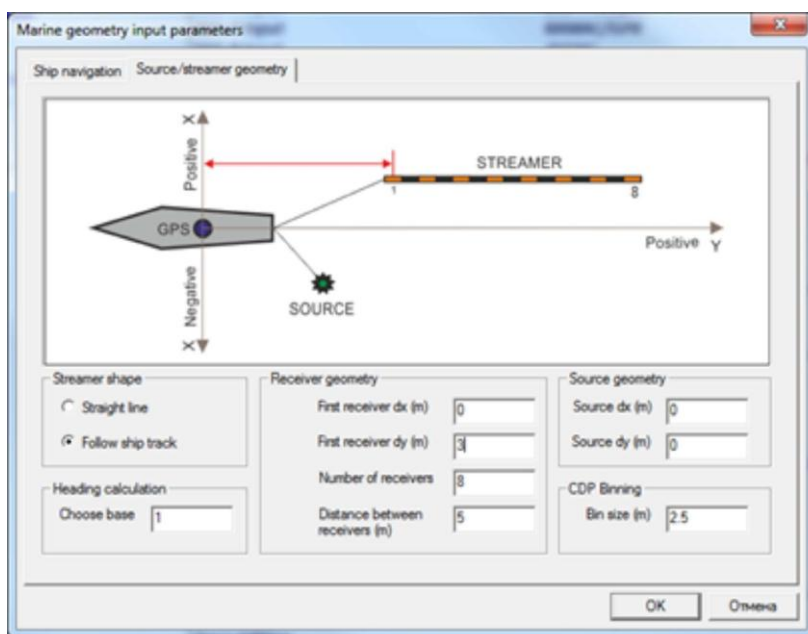 Marine geometry input parameters
Ship navigation Source/streamer geometry
X
Positive
STREAMER
1 8
GPS
Positive Y
Negative
SOURCE
X
Streamer shape
Straight line
Follow ship track
Heading calculation
Choose base 1
Receiver geometry
First receiver dx (m) 0
First receiver dy (m) 3
Number of receivers 8
Distance between receivers (m) 5
Source geometry
Source dx (m) 0
Source dy (m) 0
CDP Binning
Bin size (m) 2.5
OK Отмена